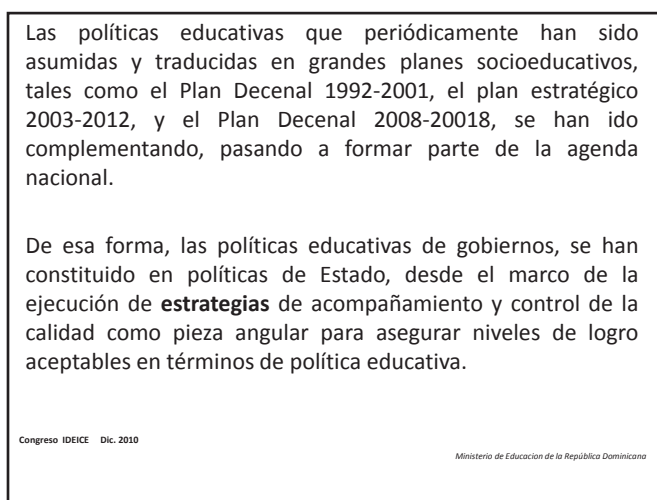 Las políticas educativas que periódicamente han sido
asumidas y traducidas en grandes planes socioeducativos,
tales como el Plan Decenal 1992-2001, el plan estratégico
2003-2012, y el Plan Decenal 2008-20018, se han ido
complementando, pasando a formar parte de la agenda
nacional.
De esa forma, las políticas educativas de gobiernos, se han
constituido en políticas de Estado, desde el marco de la
ejecución de estrategias de acompañamiento y control de la
calidad como pieza angular para asegurar niveles de logro
aceptables en términos de política educativa.
Congreso IDEICE Dic. 2010
Ministerio de Educacion de la República Dominicana